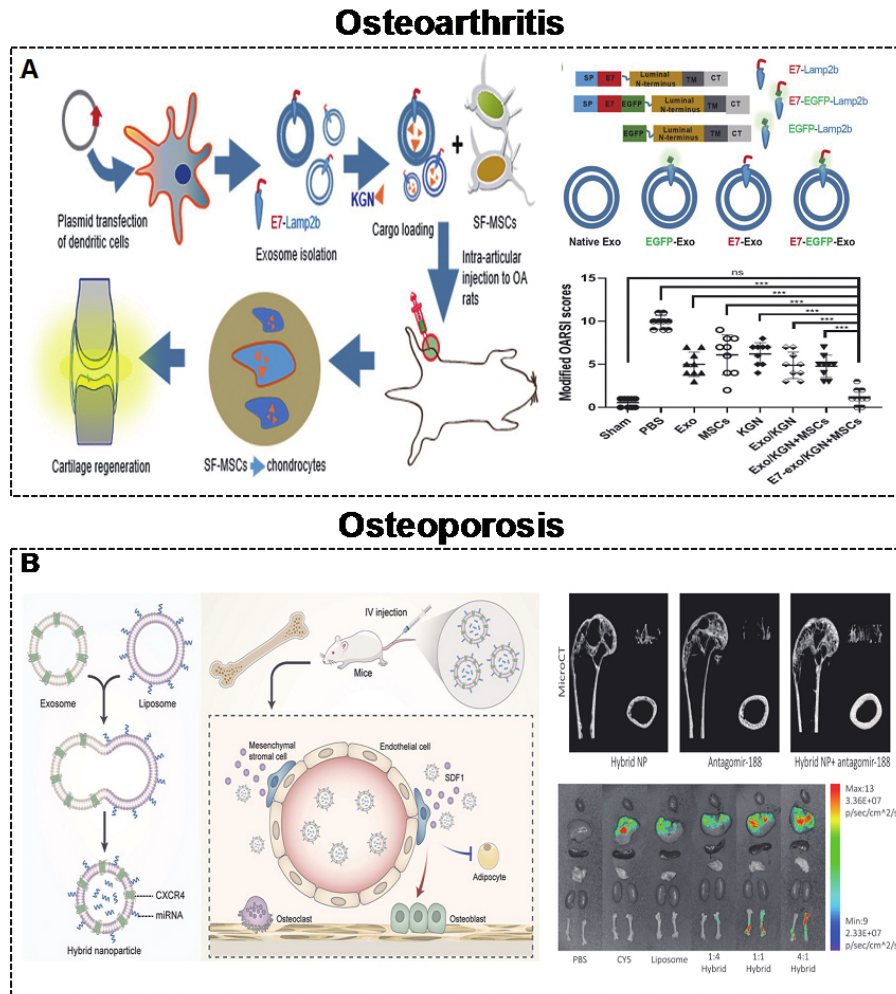 Osteoarthritis
A
Plasmid transfection
of dendritic cells
E7-Lamp2b
Exosome isolation
KGN
Cargo loading
+
SF-MSCs
Intra-articular
injection to OA
rats
SF-MSCs
chondrocytes
Cartilage regeneration
SP E7 Luminal N-terminus TM CT
E7-Lamp2b
SP E7 EGFP Luminal N-terminus TM CT
E7-EGFP-Lamp2b
EGFP Luminal N-terminus TM CT
EGFP-Lamp2b
Native Exo
EGFP-Exo
E7-Exo
E7-EGFP-Exo
Modified OARSI scores
15
10
5
0
ns
***
***
***
***
***
***
Sham
PBS
Exo
MSCs
KGN
Exo/KGN
Exo/KGN+MSCs
E7-exo/KGN+MSCs
Osteoporosis
B
Exosome
Liposome
CXCR4
miRNA
Hybrid nanoparticle
IV injection
Mice
Mesenchymal
stromal cell
Endothelial cell
SDF1
Adipocyte
Osteoclast
Osteoblast
MicroCT
Hybrid NP
Antagomir-188
Hybrid NP+ antagomir-188
Max:13
3.36E+07
p/sec/cm^2/s
Min:9
2.33E+07
p/sec/cm^2/s
PBS
CY5
Liposome
1:4
Hybrid
1:1
Hybrid
4:1
Hybrid